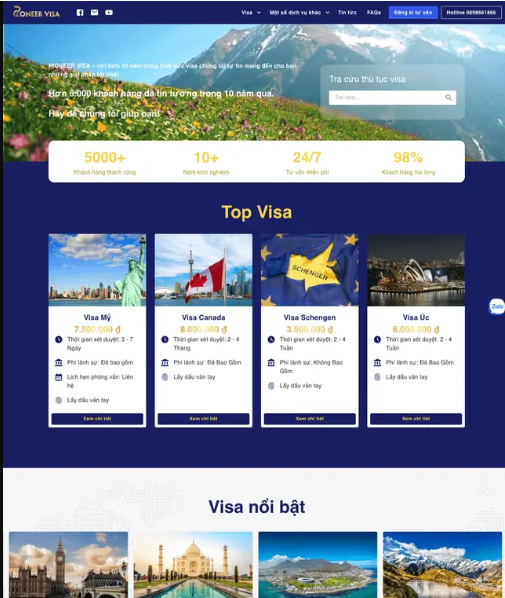 PIONEER VISA
Visa
Một số dịch vụ khác
Tin tức
FAQs
Đăng kí tư vấn
Hotline 0898561866
PIONEER VISA – với hơn 10 năm trong lĩnh vực visa chúng tôi tự tin mang đến cho bạn
những giải pháp tốt nhất.
Hơn 5.000 khách hàng đã tin tưởng trong 10 năm qua.
Hãy để chúng tôi giúp bạn!
Tra cứu thủ tục visa
Tra cứu...
5000+
Khách hàng thành công
10+
Năm kinh nghiệm
24/7
Tư vấn miễn phí
98%
Khách hàng hài lòng
Top Visa
Visa Mỹ
7.500.000 ₫
Thời gian xét duyệt: 3 - 7
Ngày
Phí lãnh sự: Đã bao gồm
Lịch hẹn phỏng vấn: Liên
hệ
Lấy dấu vân tay
Xem chi tiết
Visa Canada
8.000.000 ₫
Thời gian xét duyệt: 2 - 4
Tháng
Phí lãnh sự: Đã Bao Gồm
Lấy dấu vân tay
Xem chi tiết
SCHENGEN
Visa Schengen
3.500.000 ₫
Thời gian xét duyệt: 2 - 4
Tuần
Phí lãnh sự: Không Bao
Gồm
Lấy dấu vân tay
Xem chi tiết
Visa Úc
6.000.000 ₫
Thời gian xét duyệt: 2 - 4
Tuần
Phí lãnh sự: Đã Bao Gồm
Lấy dấu vân tay
Xem chi tiết
Zalo
Visa nổi bật